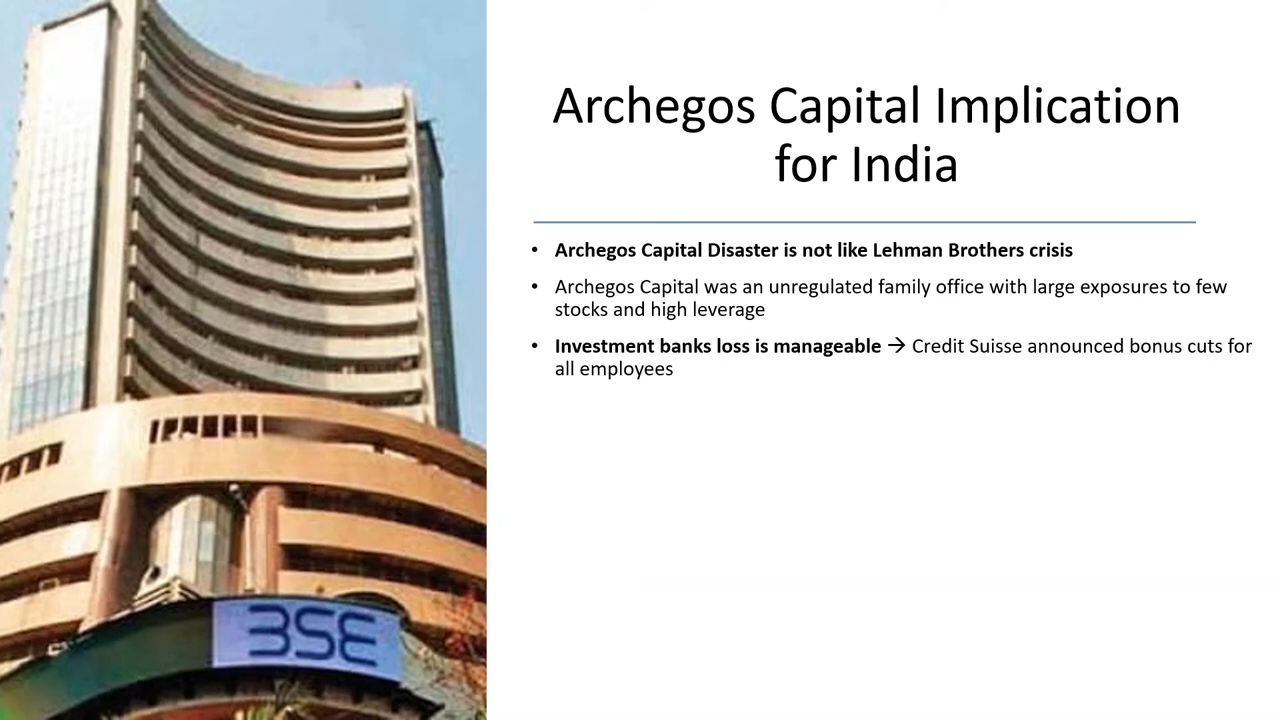 Archegos Capital Implication
for India
• Archegos Capital Disaster is not like Lehman Brothers crisis
• Archegos Capital was an unregulated family office with large exposures to few
stocks and high leverage
• Investment banks loss is manageable → Credit Suisse announced bonus cuts for
all employees
BSE